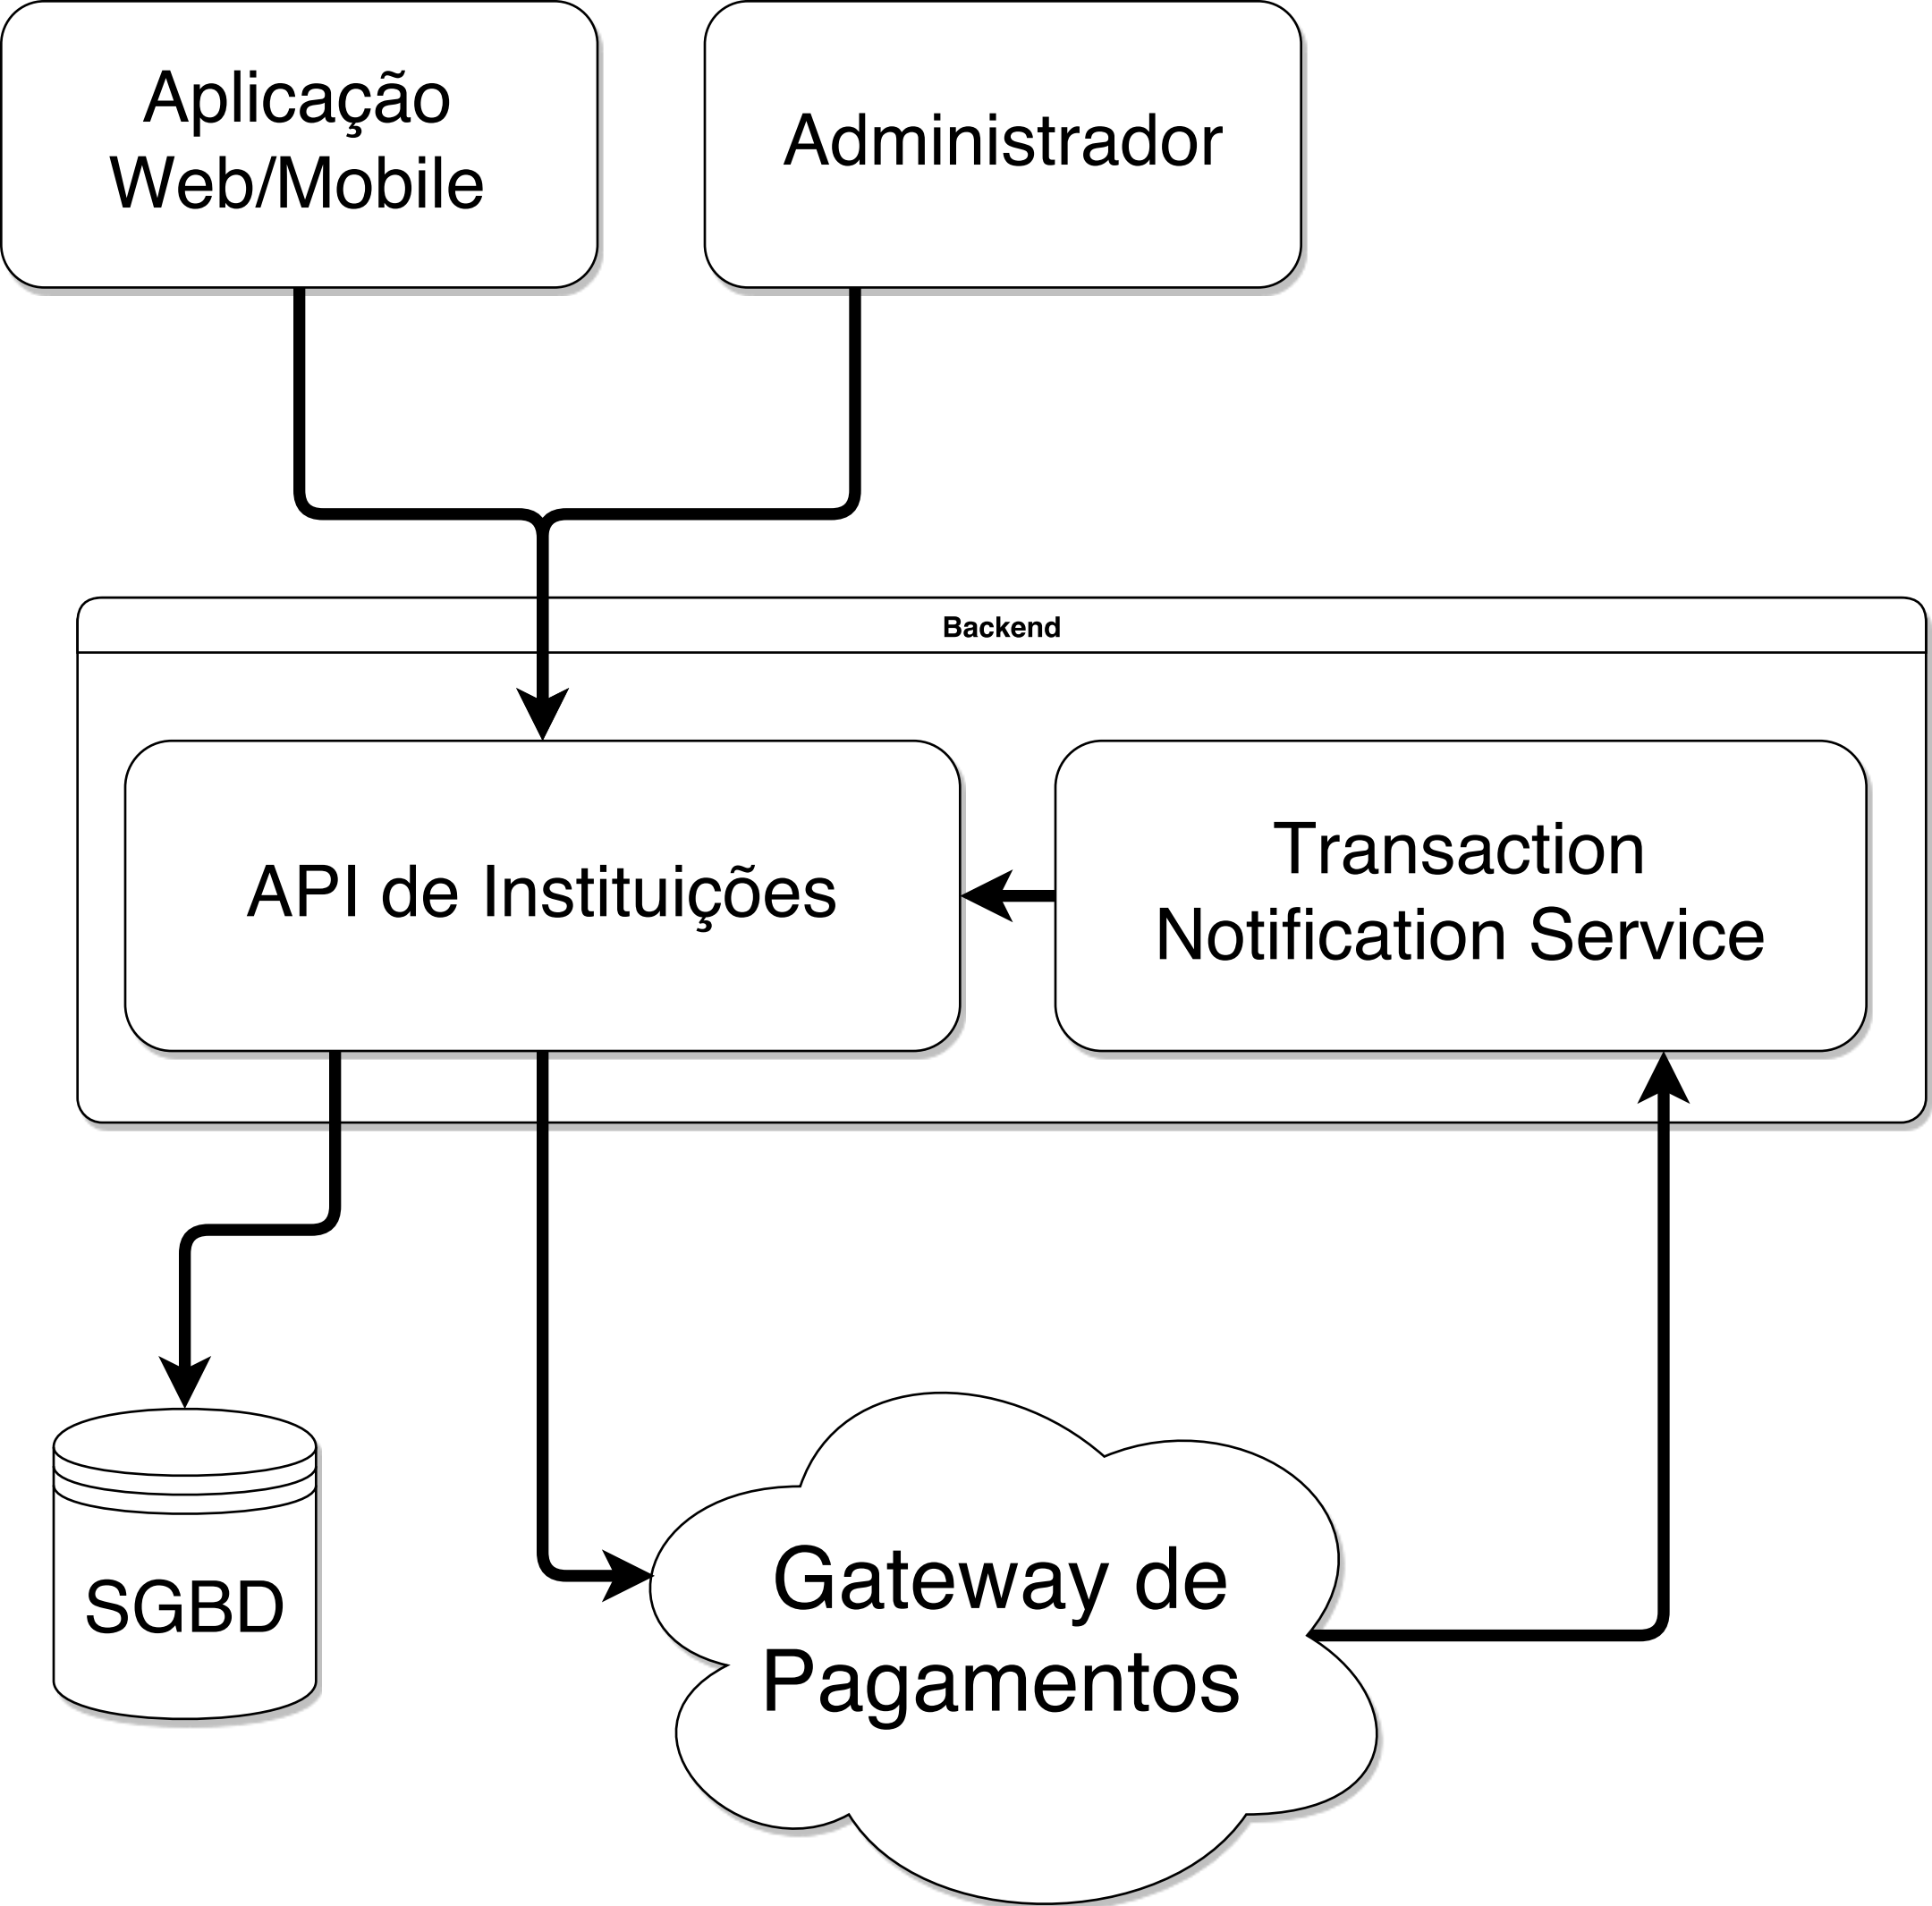 Aplicação
Web/Mobile
Administrador
Backend
API de Instituições
Transaction
Notification Service
SGBD
Gateway de
Pagamentos